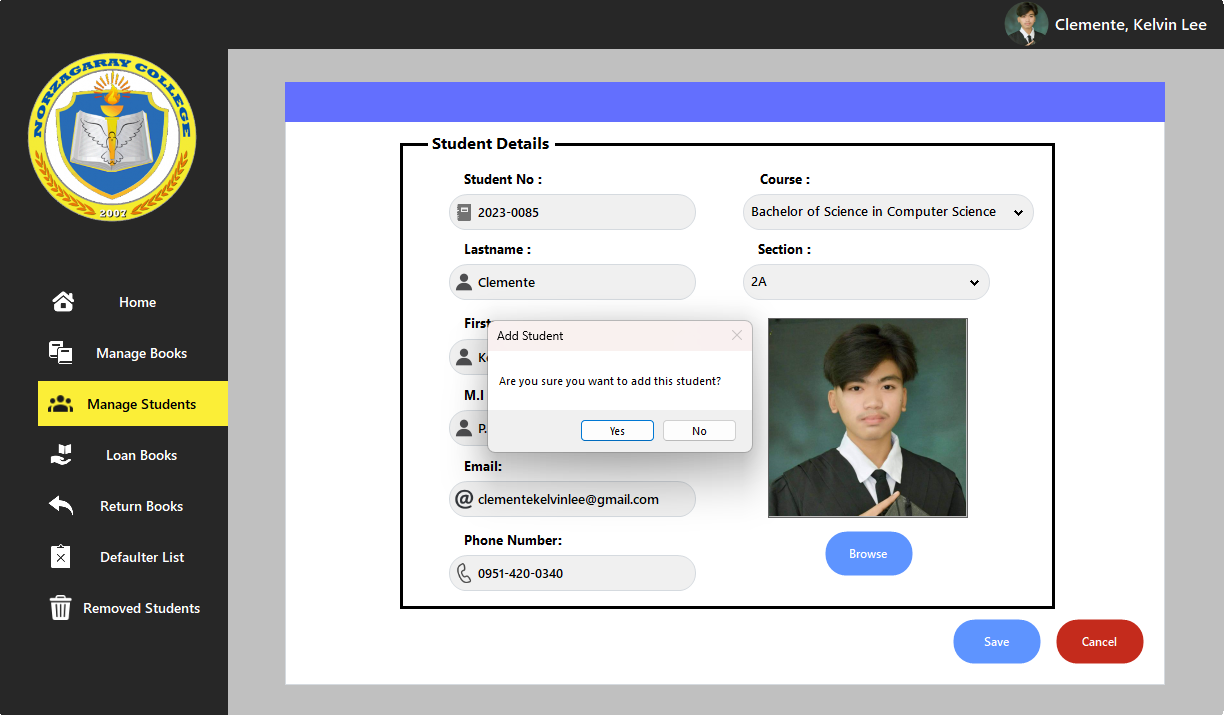 Clemente, Kelvin Lee
NORZAGARAY COLLEGE
2007
Home
Manage Books
Manage Students
Loan Books
Return Books
Defaulter List
Removed Students
Student Details
Student No :
2023-0085
Course :
Bachelor of Science in Computer Science
Lastname :
Clemente
Section :
2A
First
Add Student
Are you sure you want to add this student?
Yes
No
M.I
P.
Email:
clementekelvinlee@gmail.com
Phone Number:
0951-420-0340
Browse
Save
Cancel